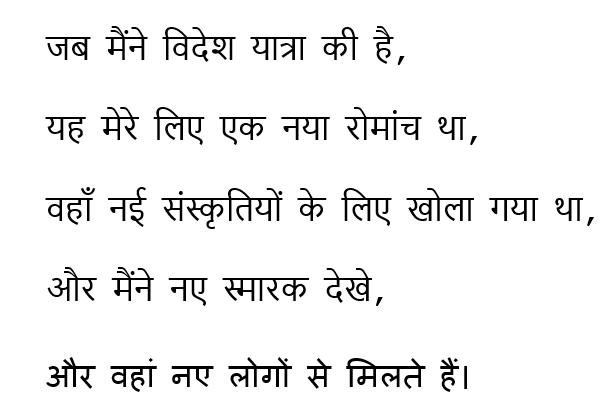 जब मैंने विदेश यात्रा की है,
यह मेरे लिए एक नया रोमांच था,
वहाँ नई संस्कृतियों के लिए खोला गया था,
और मैंने नए स्मारक देखे,
और वहां नए लोगों से मिलते हैं।